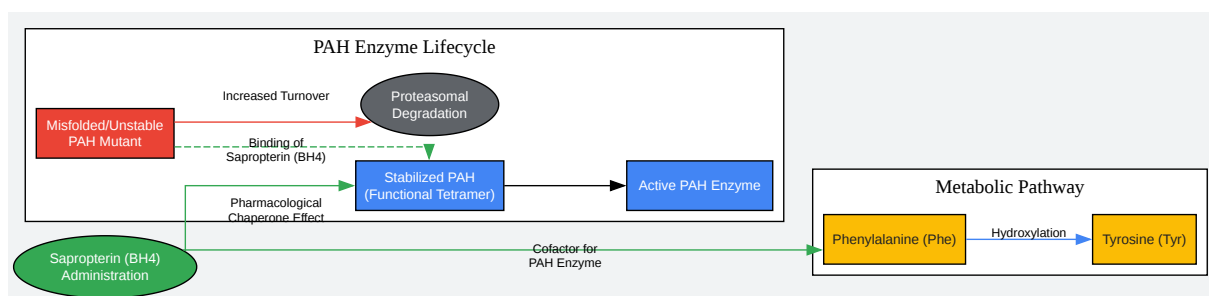 PAH Enzyme Lifecycle
Increased Turnover
Proteasomal
Degradation
Misfolded/Unstable
PAH Mutant
Binding of
Sapropterin (BH4)
Stabilized PAH
(Functional Tetramer)
Active PAH Enzyme
Pharmacological
Chaperone Effect
Metabolic Pathway
Phenylalanine (Phe)
Hydroxylation
Tyrosine (Tyr)
Sapropterin (BH4)
Administration
Cofactor for
PAH Enzyme